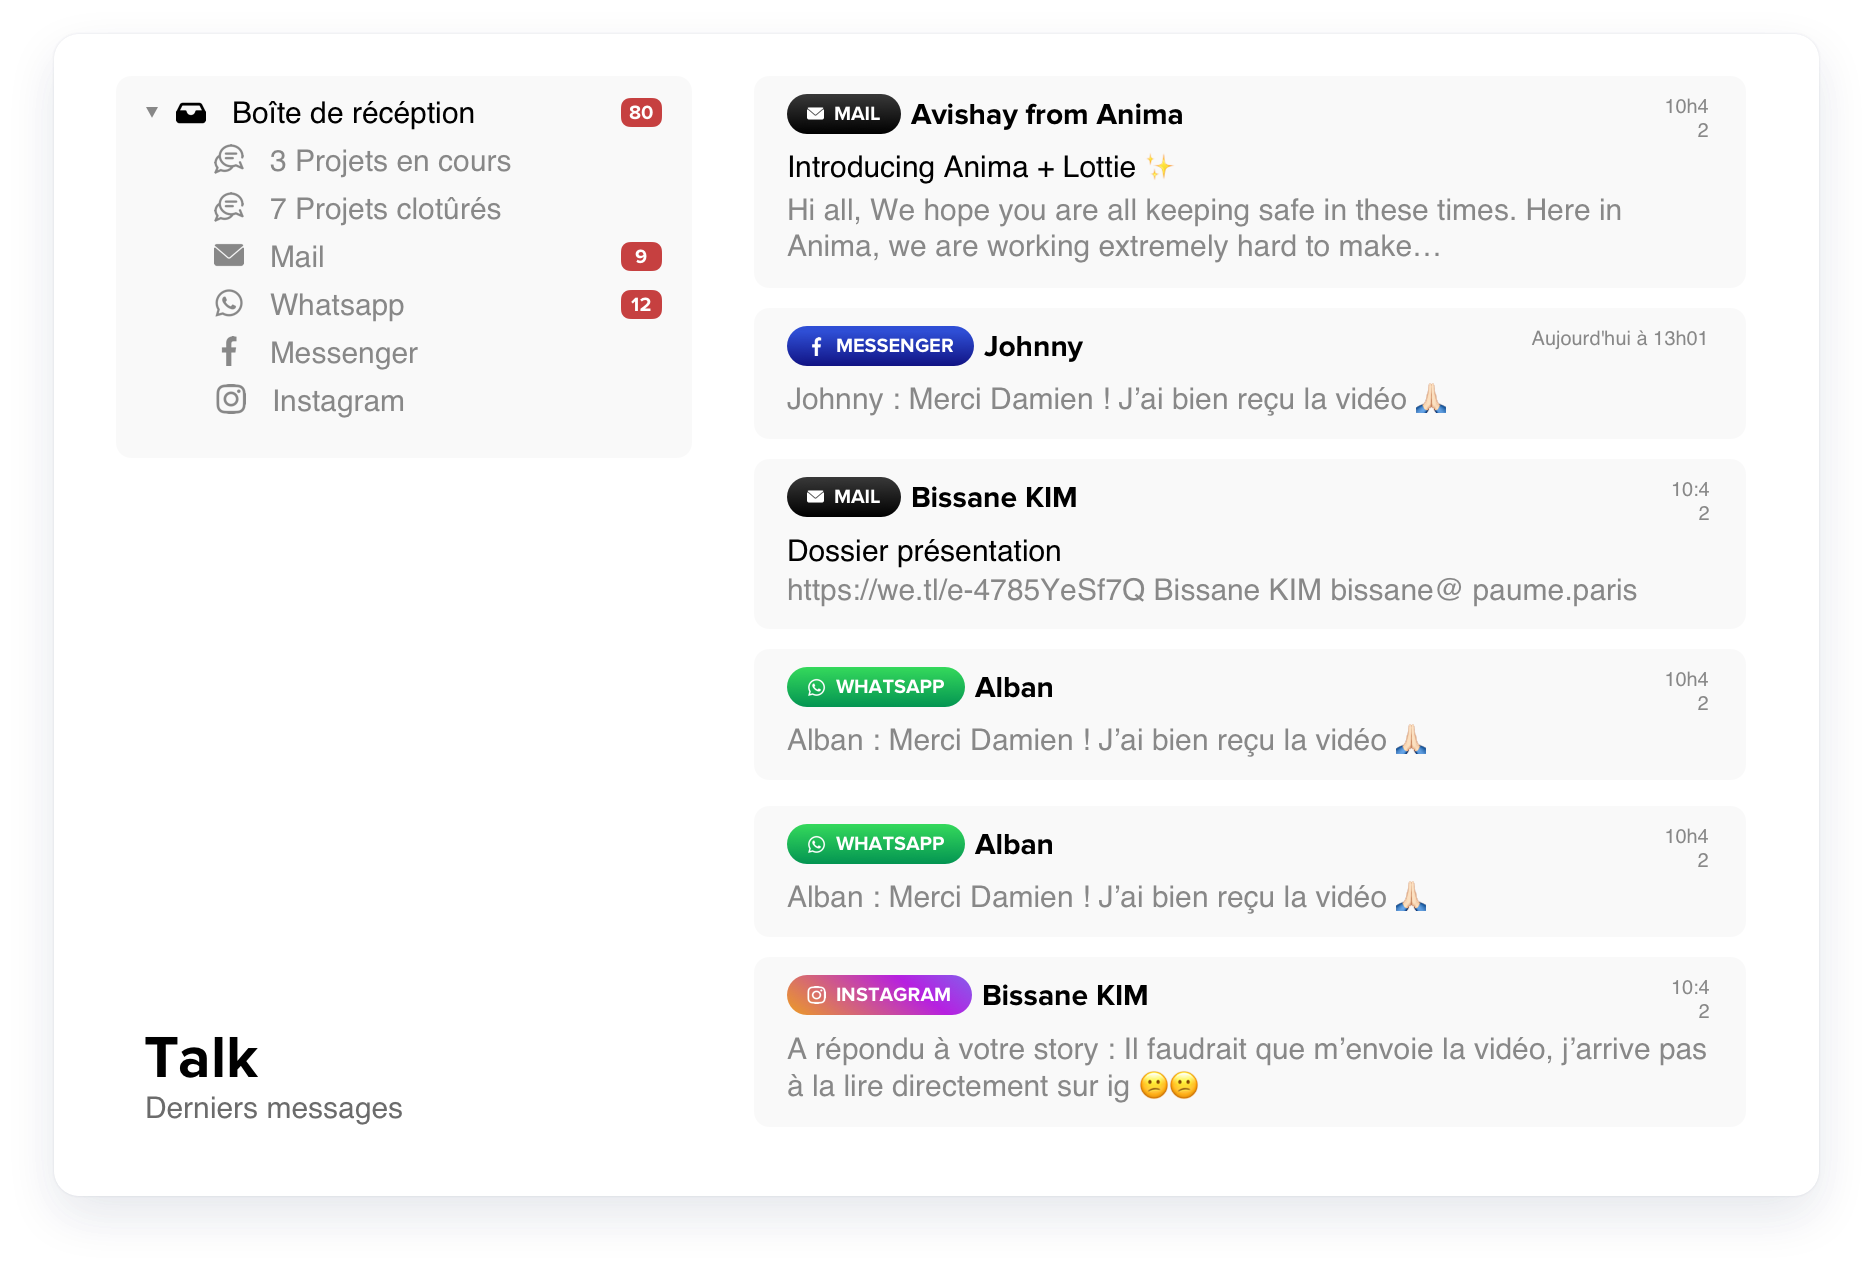 Boîte de récéption 80
3 Projets en cours
7 Projets clotûrés
Mail 9
Whatsapp 12
Messenger
Instagram
Talk
Derniers messages
MAIL Avishay from Anima 10h4
2
Introducing Anima + Lottie ✨
Hi all, We hope you are all keeping safe in these times. Here in
Anima, we are working extremely hard to make…
MESSENGER Johnny Aujourd'hui à 13h01
Johnny : Merci Damien ! J’ai bien reçu la vidéo 🙏🏻
MAIL Bissane KIM 10:4
2
Dossier présentation
https://we.tl/e-4785YeSf7Q Bissane KIM bissane@ paume.paris
WHATSAPP Alban 10h4
2
Alban : Merci Damien ! J’ai bien reçu la vidéo 🙏🏻
WHATSAPP Alban 10h4
2
Alban : Merci Damien ! J’ai bien reçu la vidéo 🙏🏻
INSTAGRAM Bissane KIM 10:4
2
A répondu à votre story : Il faudrait que m’envoie la vidéo, j’arrive pas
à la lire directement sur ig 😕😕